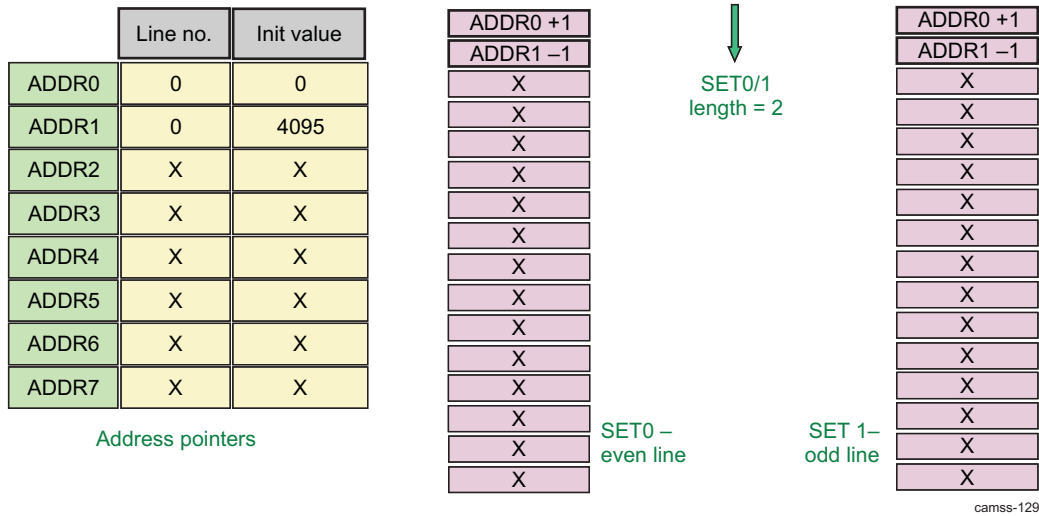 Line no. Init value
ADDR0 0 0
ADDR1 0 4095
ADDR2 X X
ADDR3 X X
ADDR4 X X
ADDR5 X X
ADDR6 X X
ADDR7 X X
Address pointers
ADDR0 +1
ADDR1 –1
X
X
X
X
X
X
X
X
X
X
X
X
X
X
SET0 –
even line
SET0/1
length = 2
SET 1–
odd line
ADDR0 +1
ADDR1 –1
X
X
X
X
X
X
X
X
X
X
X
X
X
X
camss-129